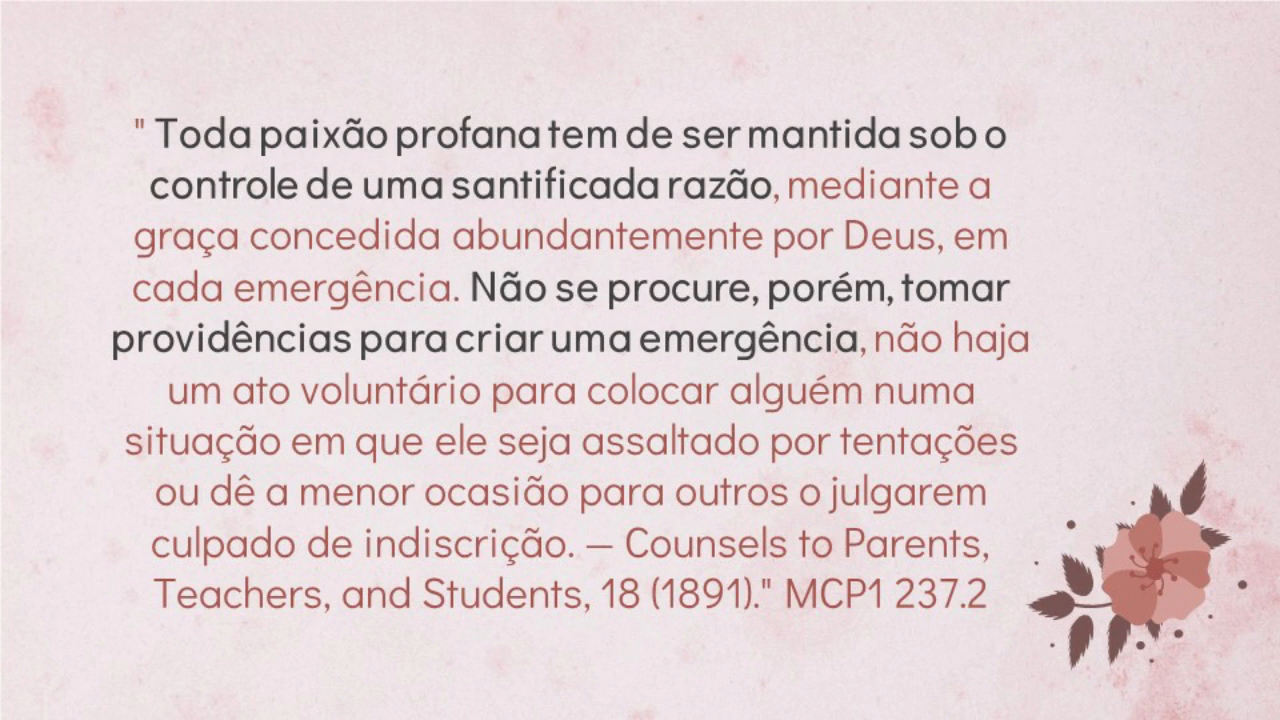 " Toda paixão profana tem de ser mantida sob o
controle de uma santificada razão, mediante a
graça concedida abundantemente por Deus, em
cada emergência. Não se procure, porém, tomar
providências para criar uma emergência, não haja
um ato voluntário para colocar alguém numa
situação em que ele seja assaltado por tentações
ou dê a menor ocasião para outros o julgarem
culpado de indiscrição. — Counsels to Parents,
Teachers, and Students, 18 (1891)." MCP1 237.2